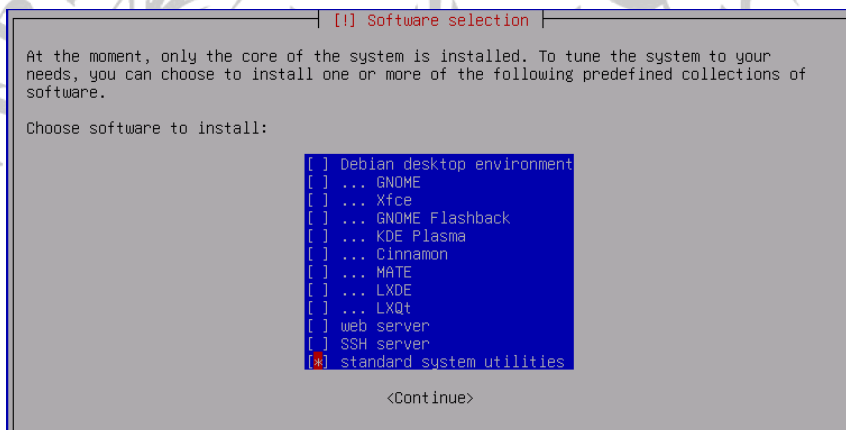 [!] Software selection
At the moment, only the core of the system is installed. To tune the system to your
needs, you can choose to install one or more of the following predefined collections of
software.
Choose software to install:
[ ] Debian desktop environment
[ ] ... GNOME
[ ] ... Xfce
[ ] ... GNOME Flashback
[ ] ... KDE Plasma
[ ] ... Cinnamon
[ ] ... MATE
[ ] ... LXDE
[ ] ... LXQt
[ ] web server
[ ] SSH server
[*] standard system utilities
<Continue>